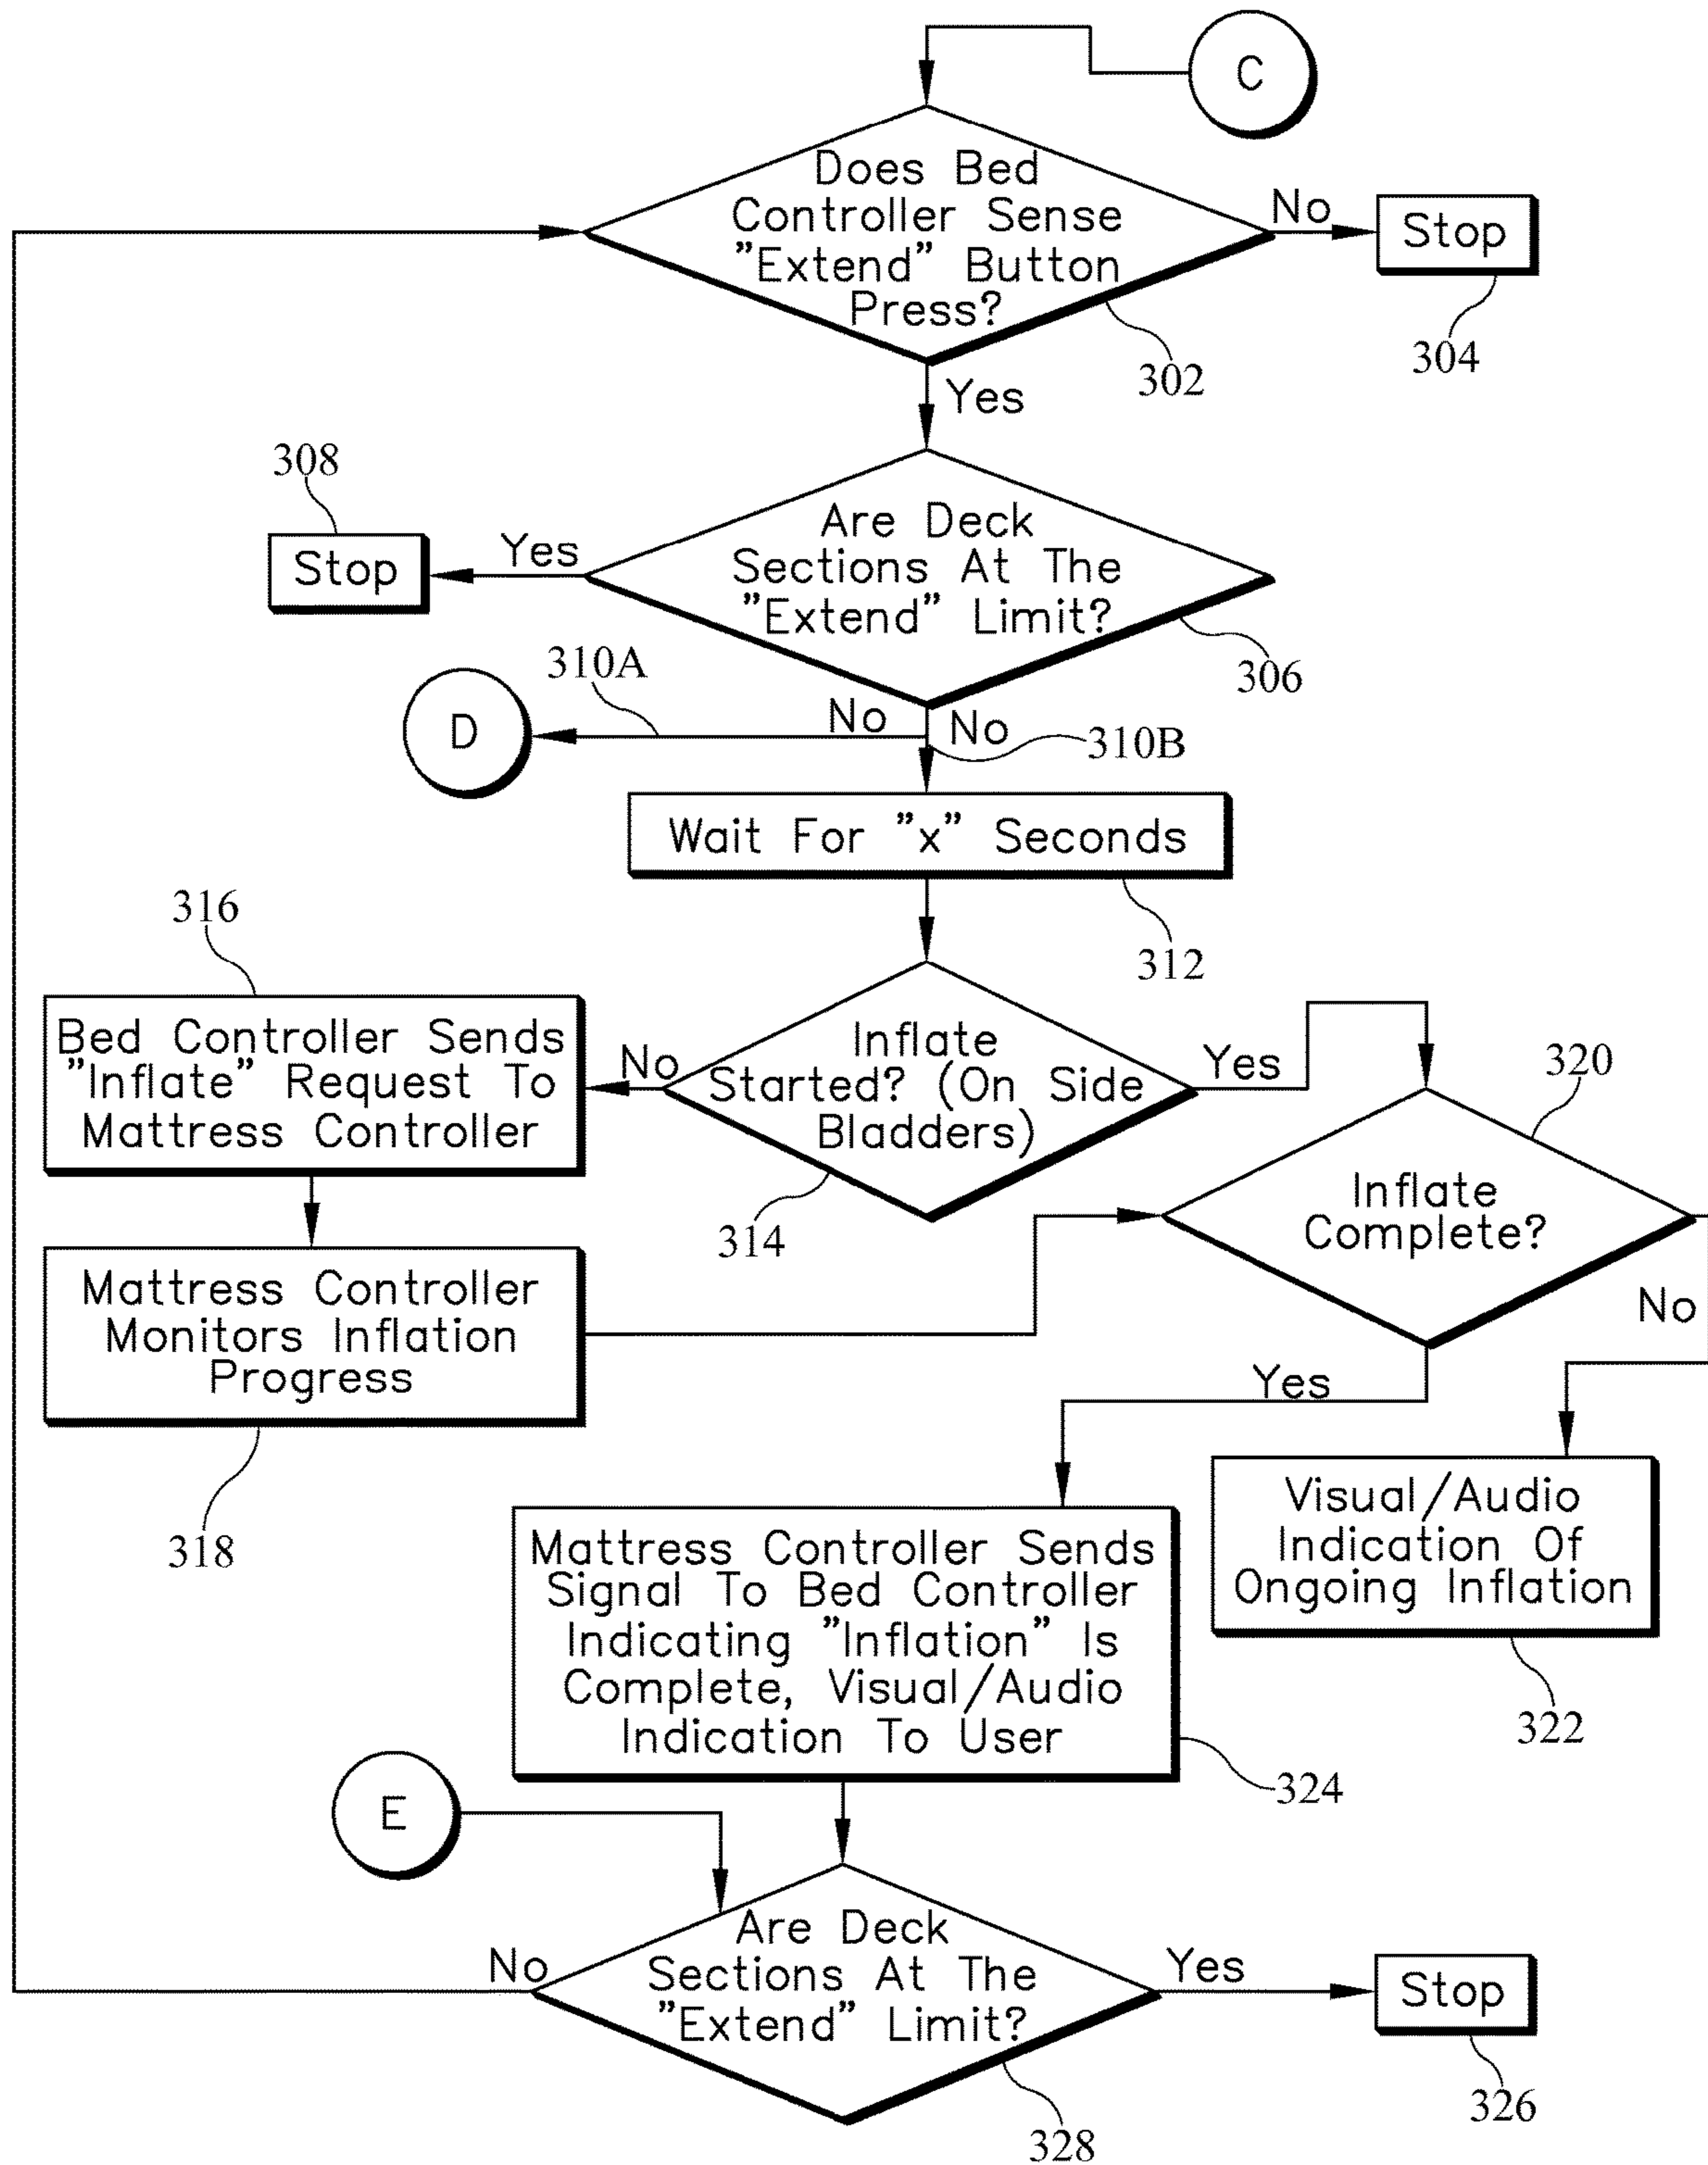 C
Does Bed
Controller Sense
"Extend" Button
Press?
No
Stop
304
302
Yes
308
Are Deck
Sections At The
"Extend" Limit?
Yes
Stop
306
310A
D
No
No
310B
Wait For "x" Seconds
312
316
Bed Controller Sends
"Inflate" Request To
Mattress Controller
No
Inflate
Started? (On Side
Bladders)
Yes
314
320
Inflate
Complete?
No
Mattress Controller
Monitors Inflation
Progress
318
Yes
Visual/Audio
Indication Of
Ongoing Inflation
322
Mattress Controller Sends
Signal To Bed Controller
Indicating "Inflation" Is
Complete, Visual/Audio
Indication To User
324
E
Are Deck
Sections At The
"Extend" Limit?
No
Yes
Stop
326
328